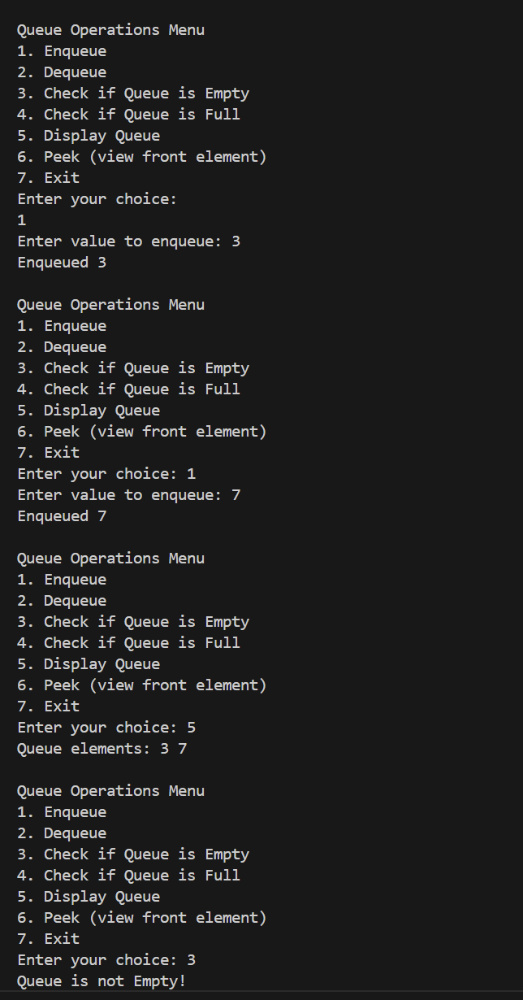 Queue Operations Menu
1. Enqueue
2. Dequeue
3. Check if Queue is Empty
4. Check if Queue is Full
5. Display Queue
6. Peek (view front element)
7. Exit
Enter your choice:
1
Enter value to enqueue: 3
Enqueued 3

Queue Operations Menu
1. Enqueue
2. Dequeue
3. Check if Queue is Empty
4. Check if Queue is Full
5. Display Queue
6. Peek (view front element)
7. Exit
Enter your choice: 1
Enter value to enqueue: 7
Enqueued 7

Queue Operations Menu
1. Enqueue
2. Dequeue
3. Check if Queue is Empty
4. Check if Queue is Full
5. Display Queue
6. Peek (view front element)
7. Exit
Enter your choice: 5
Queue elements: 3 7

Queue Operations Menu
1. Enqueue
2. Dequeue
3. Check if Queue is Empty
4. Check if Queue is Full
5. Display Queue
6. Peek (view front element)
7. Exit
Enter your choice: 3
Queue is not Empty!